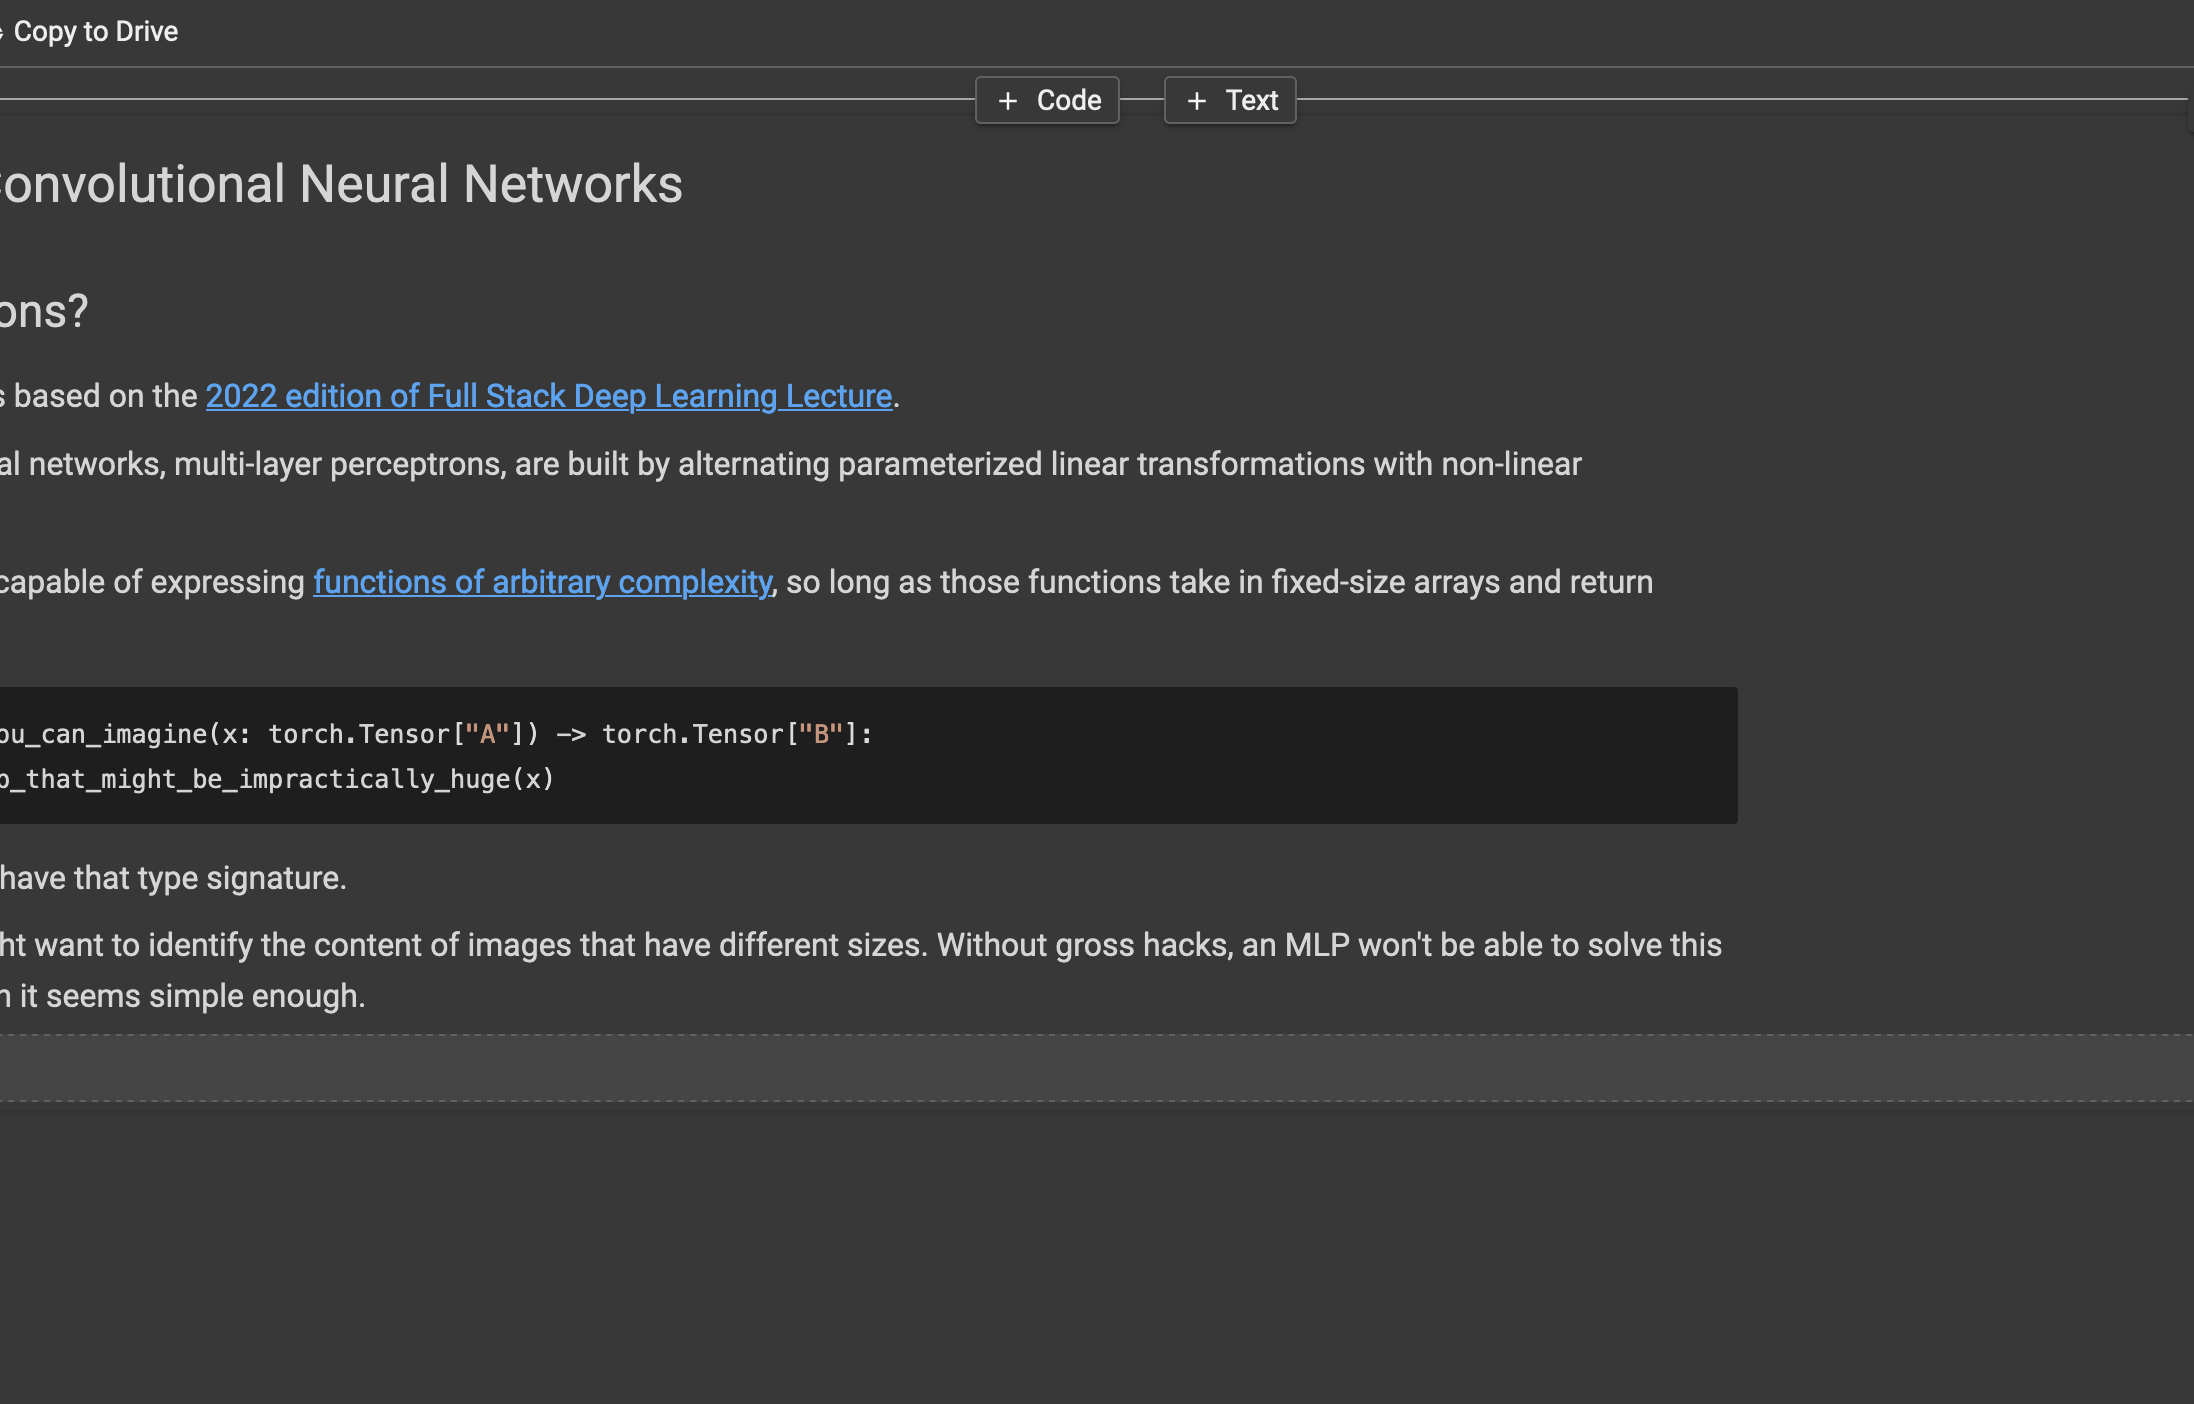 Copy to Drive
+ Code + Text
onvolutional Neural Networks
ons?
s based on the 2022 edition of Full Stack Deep Learning Lecture.
al networks, multi-layer perceptrons, are built by alternating parameterized linear transformations with non-linear
capable of expressing functions of arbitrary complexity, so long as those functions take in fixed-size arrays and return
ou_can_imagine(x: torch.Tensor["A"]) -> torch.Tensor["B"]:
_that_might_be_impractically_huge(x)
have that type signature.
ht want to identify the content of images that have different sizes. Without gross hacks, an MLP won't be able to solve this
it seems simple enough.